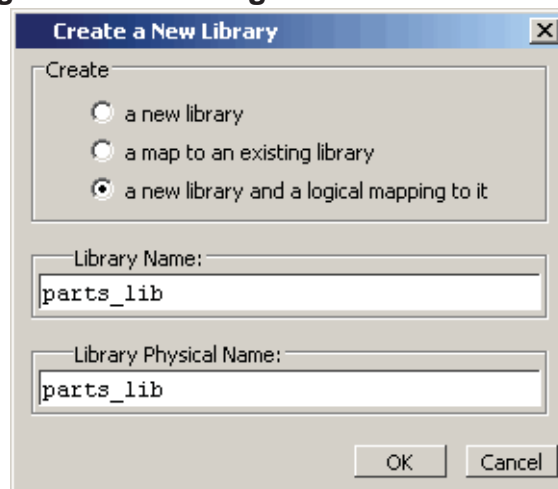 Create a New Library
Create
a new library
a map to an existing library
a new library and a logical mapping to it
Library Name:
parts_lib
Library Physical Name:
parts_lib
OK Cancel